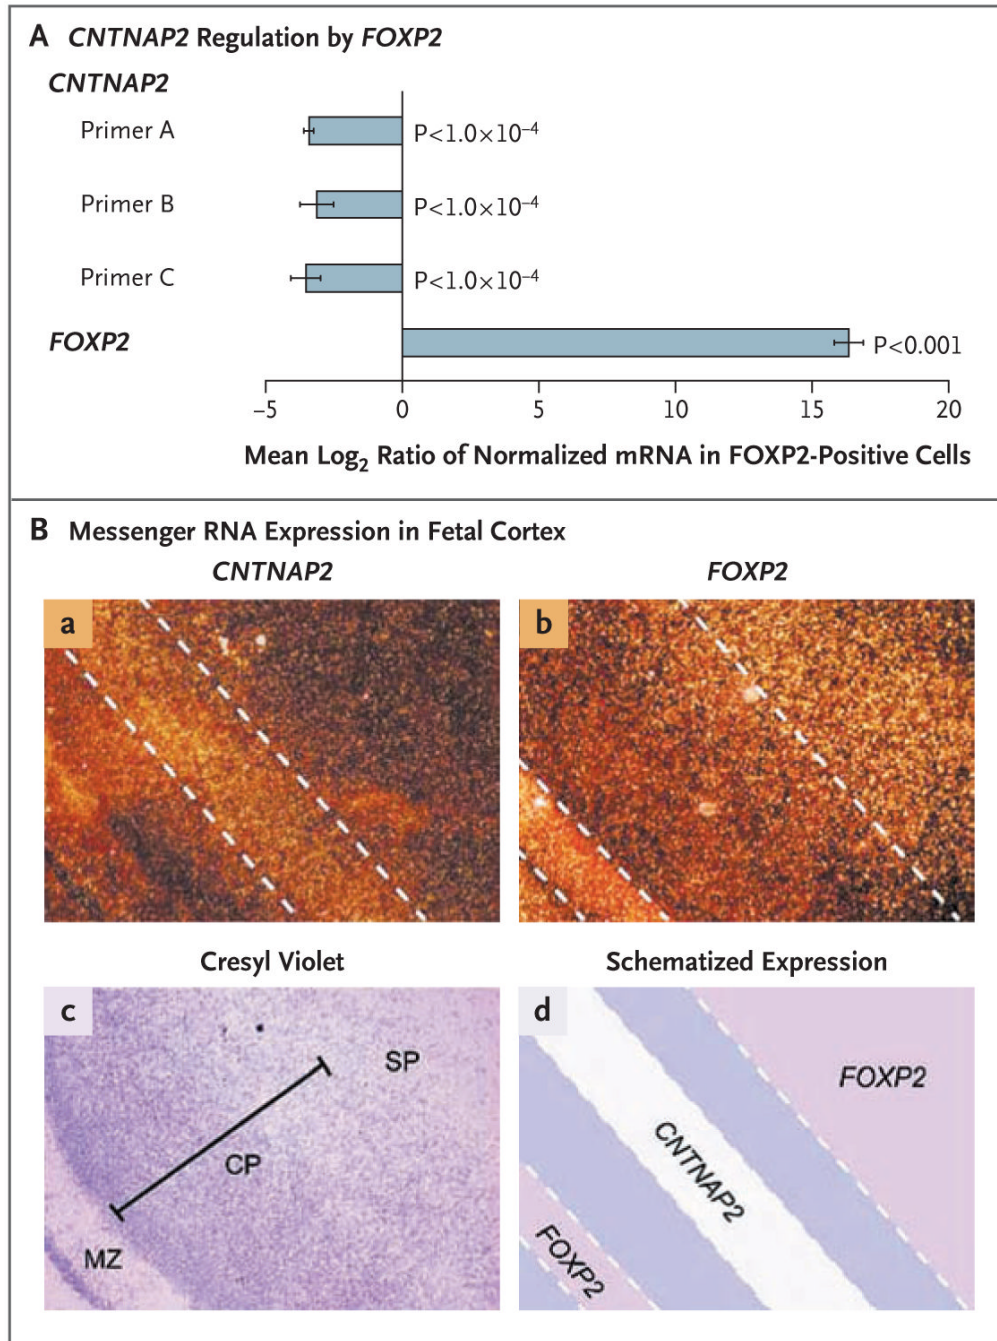 A CNTNAP2 Regulation by FOXP2
CNTNAP2
Primer A P<1.0×10⁻⁴
Primer B P<1.0×10⁻⁴
Primer C P<1.0×10⁻⁴
FOXP2 P<0.001
–5 0 5 10 15 20
Mean Log₂ Ratio of Normalized mRNA in FOXP2-Positive Cells
B Messenger RNA Expression in Fetal Cortex
CNTNAP2 FOXP2
a b
Cresyl Violet Schematized Expression
c d
SP
CP
MZ
FOXP2
CNTNAP2
FOXP2